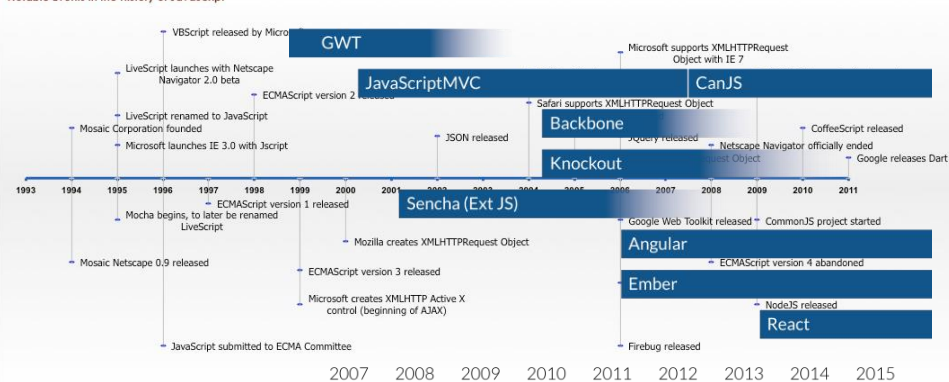 Notable Events in the History of JavaScript
VBScript released by Micro
GWT
Microsoft supports XMLHTTPRequest
Object with IE 7
LiveScript launches with Netscape
Navigator 2.0 beta
JavaScriptMVC
CanJS
ECMAScript version 2 released
Safari supports XMLHTTPRequest Object
LiveScript renamed to JavaScript
Backbone
Mosaic Corporation founded
JSON released
JQuery released
CoffeeScript released
Microsoft launches IE 3.0 with Jscript
Netscape Navigator officially ended
Knockout
quest Object
Google releases Dart
1993 1994 1995 1996 1997 1998 1999 2000 2001 2002 2003 2004 2005 2006 2007 2008 2009 2010 2011
Sencha (Ext JS)
ECMAScript version 1 released
Mocha begins, to later be renamed
LiveScript
Google Web Toolkit released
CommonJS project started
Mozilla creates XMLHTTPRequest Object
Angular
Mosaic Netscape 0.9 released
ECMAScript version 4 abandoned
ECMAScript version 3 released
Ember
Microsoft creates XMLHTTP Active X
control (beginning of AJAX)
NodeJS released
React
JavaScript submitted to ECMA Committee
Firebug released
2007 2008 2009 2010 2011 2012 2013 2014 2015